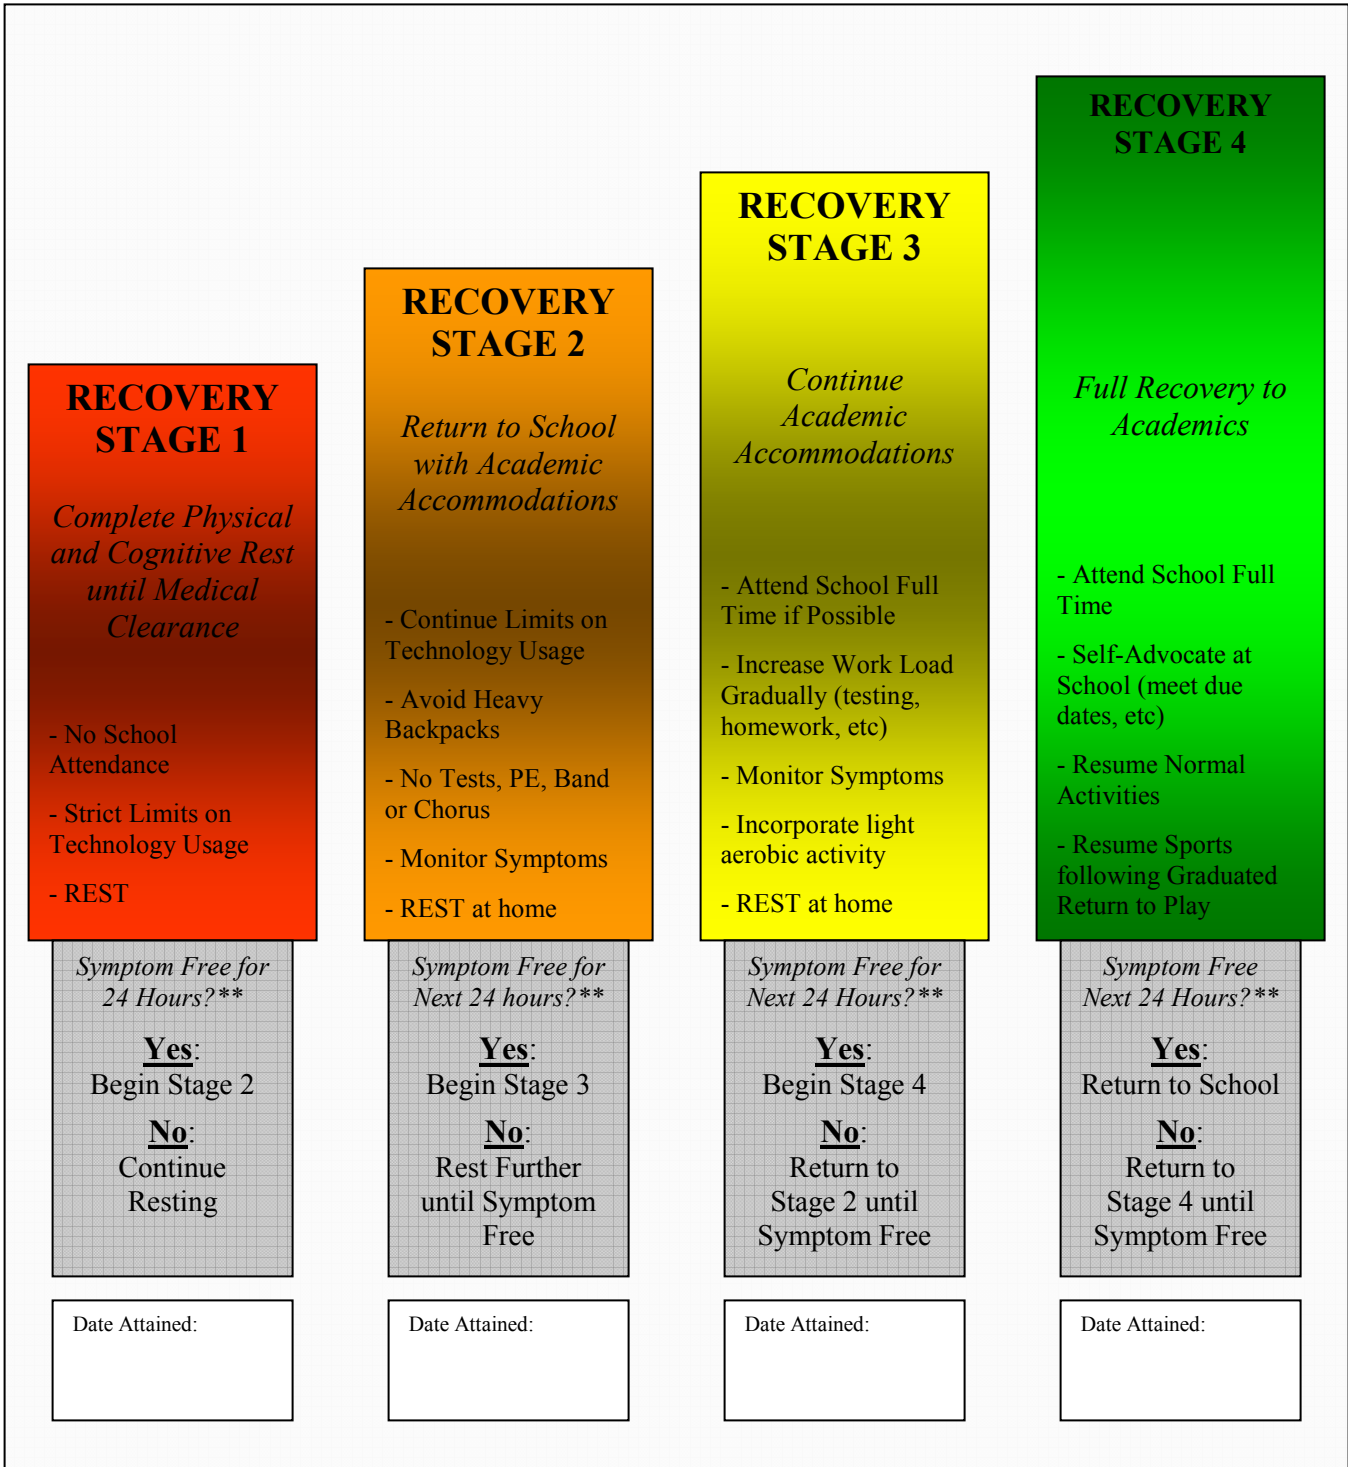 RECOVERY
STAGE 1
Complete Physical
and Cognitive Rest
until Medical
Clearance
- No School
Attendance
- Strict Limits on
Technology Usage
- REST
Symptom Free for
24 Hours?**
Yes:
Begin Stage 2
No:
Continue
Resting
Date Attained:
RECOVERY
STAGE 2
Return to School
with Academic
Accommodations
- Continue Limits on
Technology Usage
- Avoid Heavy
Backpacks
- No Tests, PE, Band
or Chorus
- Monitor Symptoms
- REST at home
Symptom Free for
Next 24 hours?**
Yes:
Begin Stage 3
No:
Rest Further
until Symptom
Free
Date Attained:
RECOVERY
STAGE 3
Continue
Academic
Accommodations
- Attend School Full
Time if Possible
- Increase Work Load
Gradually (testing,
homework, etc)
- Monitor Symptoms
- Incorporate light
aerobic activity
- REST at home
Symptom Free for
Next 24 Hours?**
Yes:
Begin Stage 4
No:
Return to
Stage 2 until
Symptom Free
Date Attained:
RECOVERY
STAGE 4
Full Recovery to
Academics
- Attend School Full
Time
- Self-Advocate at
School (meet due
dates, etc)
- Resume Normal
Activities
- Resume Sports
following Graduated
Return to Play
Symptom Free
Next 24 Hours?**
Yes:
Return to School
No:
Return to
Stage 4 until
Symptom Free
Date Attained: